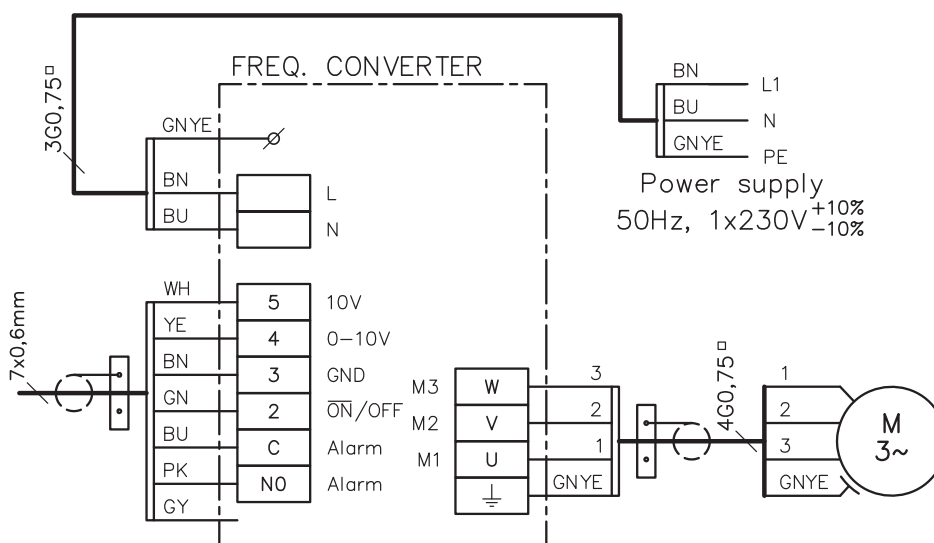 FREQ. CONVERTER
3G0,75▫
GNYE
BN
L
BU
N
BN
L1
BU
N
GNYE
PE
Power supply
50Hz, 1x230V +10% −10%
7x0,6mm
WH
5
10V
YE
4
0−10V
BN
3
GND
GN
2
O̅N̅/OFF
BU
C
Alarm
PK
NO
Alarm
GY
M3
W
3
M2
V
2
M1
U
1
GNYE
4G0,75▫
1
2
3
GNYE
M
3~